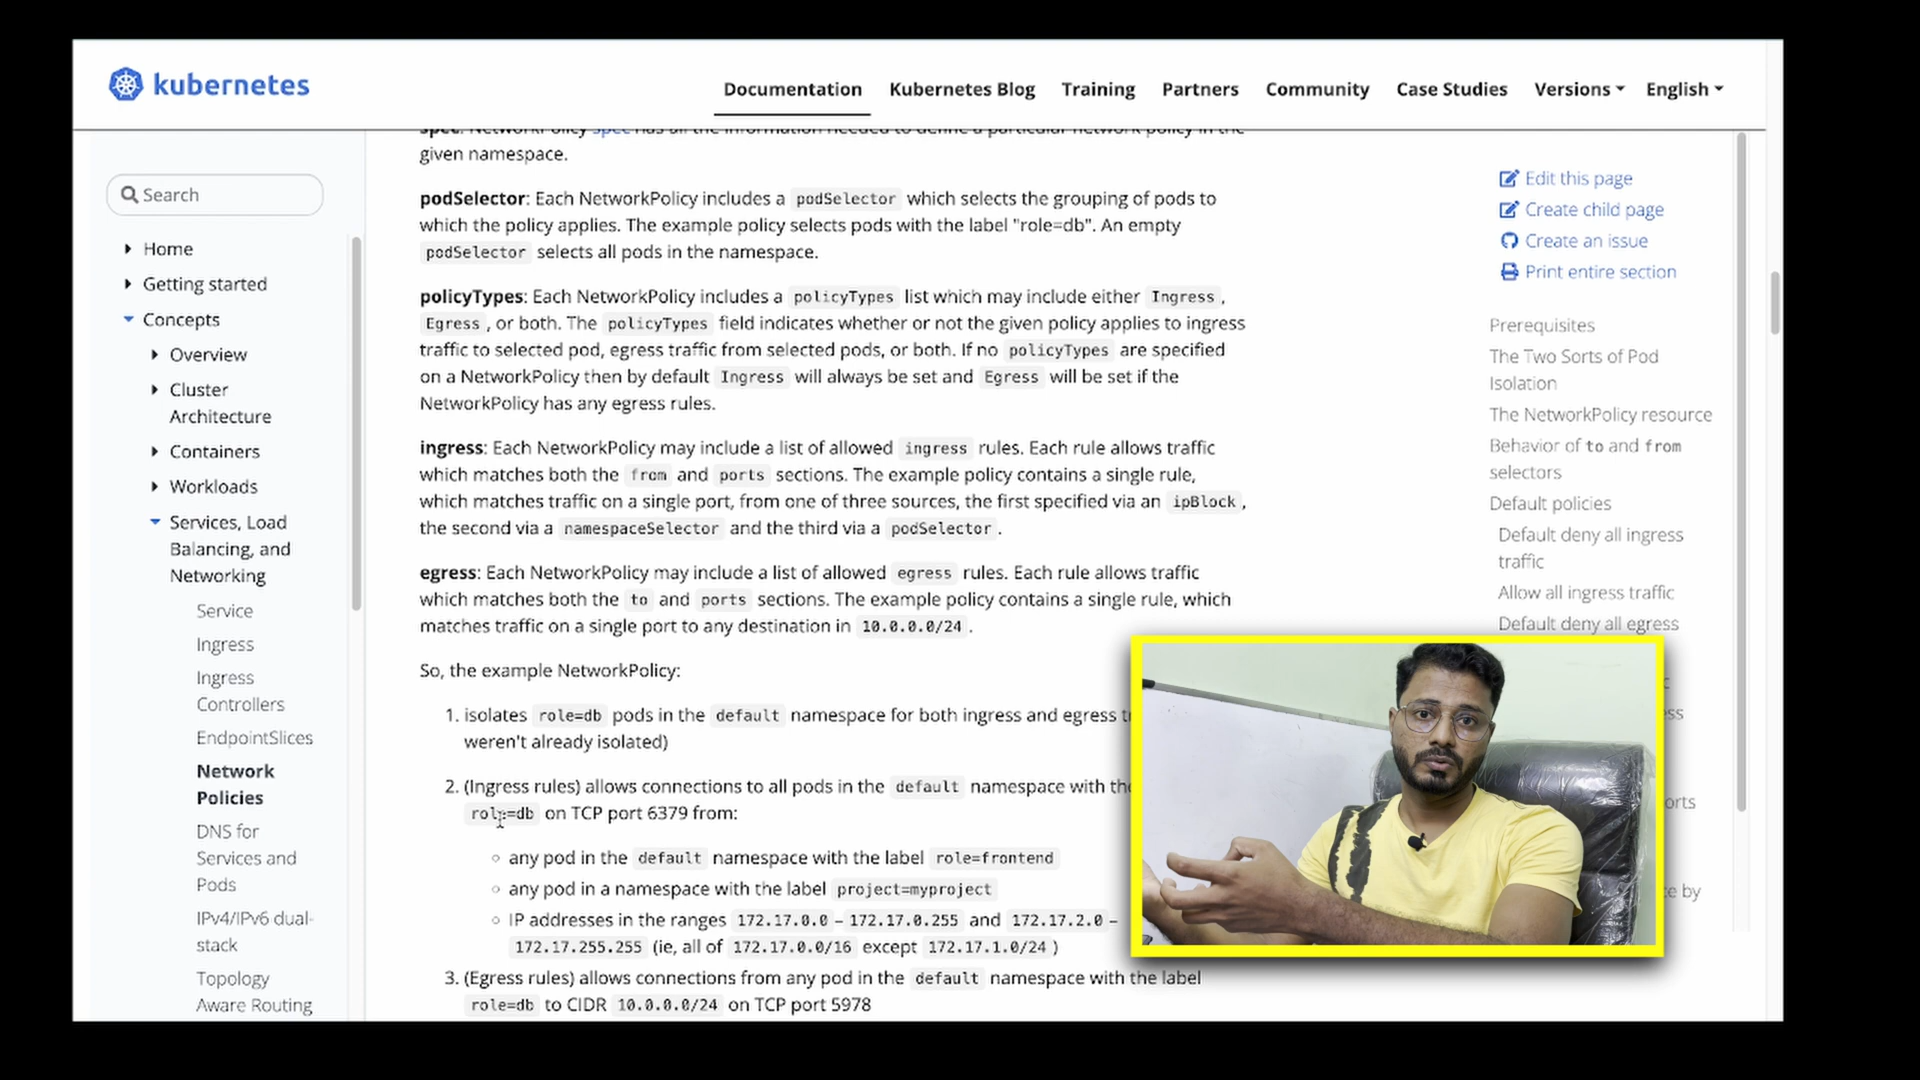 kubernetes
Documentation
Kubernetes Blog
Training
Partners
Community
Case Studies
Versions
English
Search
Home
Getting started
Concepts
Overview
Cluster
Architecture
Containers
Workloads
Services, Load
Balancing, and
Networking
Service
Ingress
Ingress
Controllers
EndpointSlices
Network
Policies
DNS for
Services and
Pods
IPv4/IPv6 dual-
stack
Topology
Aware Routing
spec: NetworkPolicy spec has all the information needed to define a particular network policy in the
given namespace.
podSelector: Each NetworkPolicy includes a podSelector which selects the grouping of pods to
which the policy applies. The example policy selects pods with the label "role=db". An empty
podSelector selects all pods in the namespace.
policyTypes: Each NetworkPolicy includes a policyTypes list which may include either Ingress,
Egress, or both. The policyTypes field indicates whether or not the given policy applies to ingress
traffic to selected pod, egress traffic from selected pods, or both. If no policyTypes are specified
on a NetworkPolicy then by default Ingress will always be set and Egress will be set if the
NetworkPolicy has any egress rules.
ingress: Each NetworkPolicy may include a list of allowed ingress rules. Each rule allows traffic
which matches both the from and ports sections. The example policy contains a single rule,
which matches traffic on a single port, from one of three sources, the first specified via an ipBlock,
the second via a namespaceSelector and the third via a podSelector.
egress: Each NetworkPolicy may include a list of allowed egress rules. Each rule allows traffic
which matches both the to and ports sections. The example policy contains a single rule, which
matches traffic on a single port to any destination in 10.0.0.0/24.
So, the example NetworkPolicy:
1. isolates role=db pods in the default namespace for both ingress and egress
weren't already isolated)
2. (Ingress rules) allows connections to all pods in the default namespace with the
role=db on TCP port 6379 from:
◦ any pod in the default namespace with the label role=frontend
◦ any pod in a namespace with the label project=myproject
◦ IP addresses in the ranges 172.17.0.0 – 172.17.0.255 and 172.17.2.0 –
172.17.255.255 (ie, all of 172.17.0.0/16 except 172.17.1.0/24 )
3. (Egress rules) allows connections from any pod in the default namespace with the label
role=db to CIDR 10.0.0.0/24 on TCP port 5978
Edit this page
Create child page
Create an issue
Print entire section
Prerequisites
The Two Sorts of Pod
Isolation
The NetworkPolicy resource
Behavior of to and from
selectors
Default policies
Default deny all ingress
traffic
Allow all ingress traffic
Default deny all egress